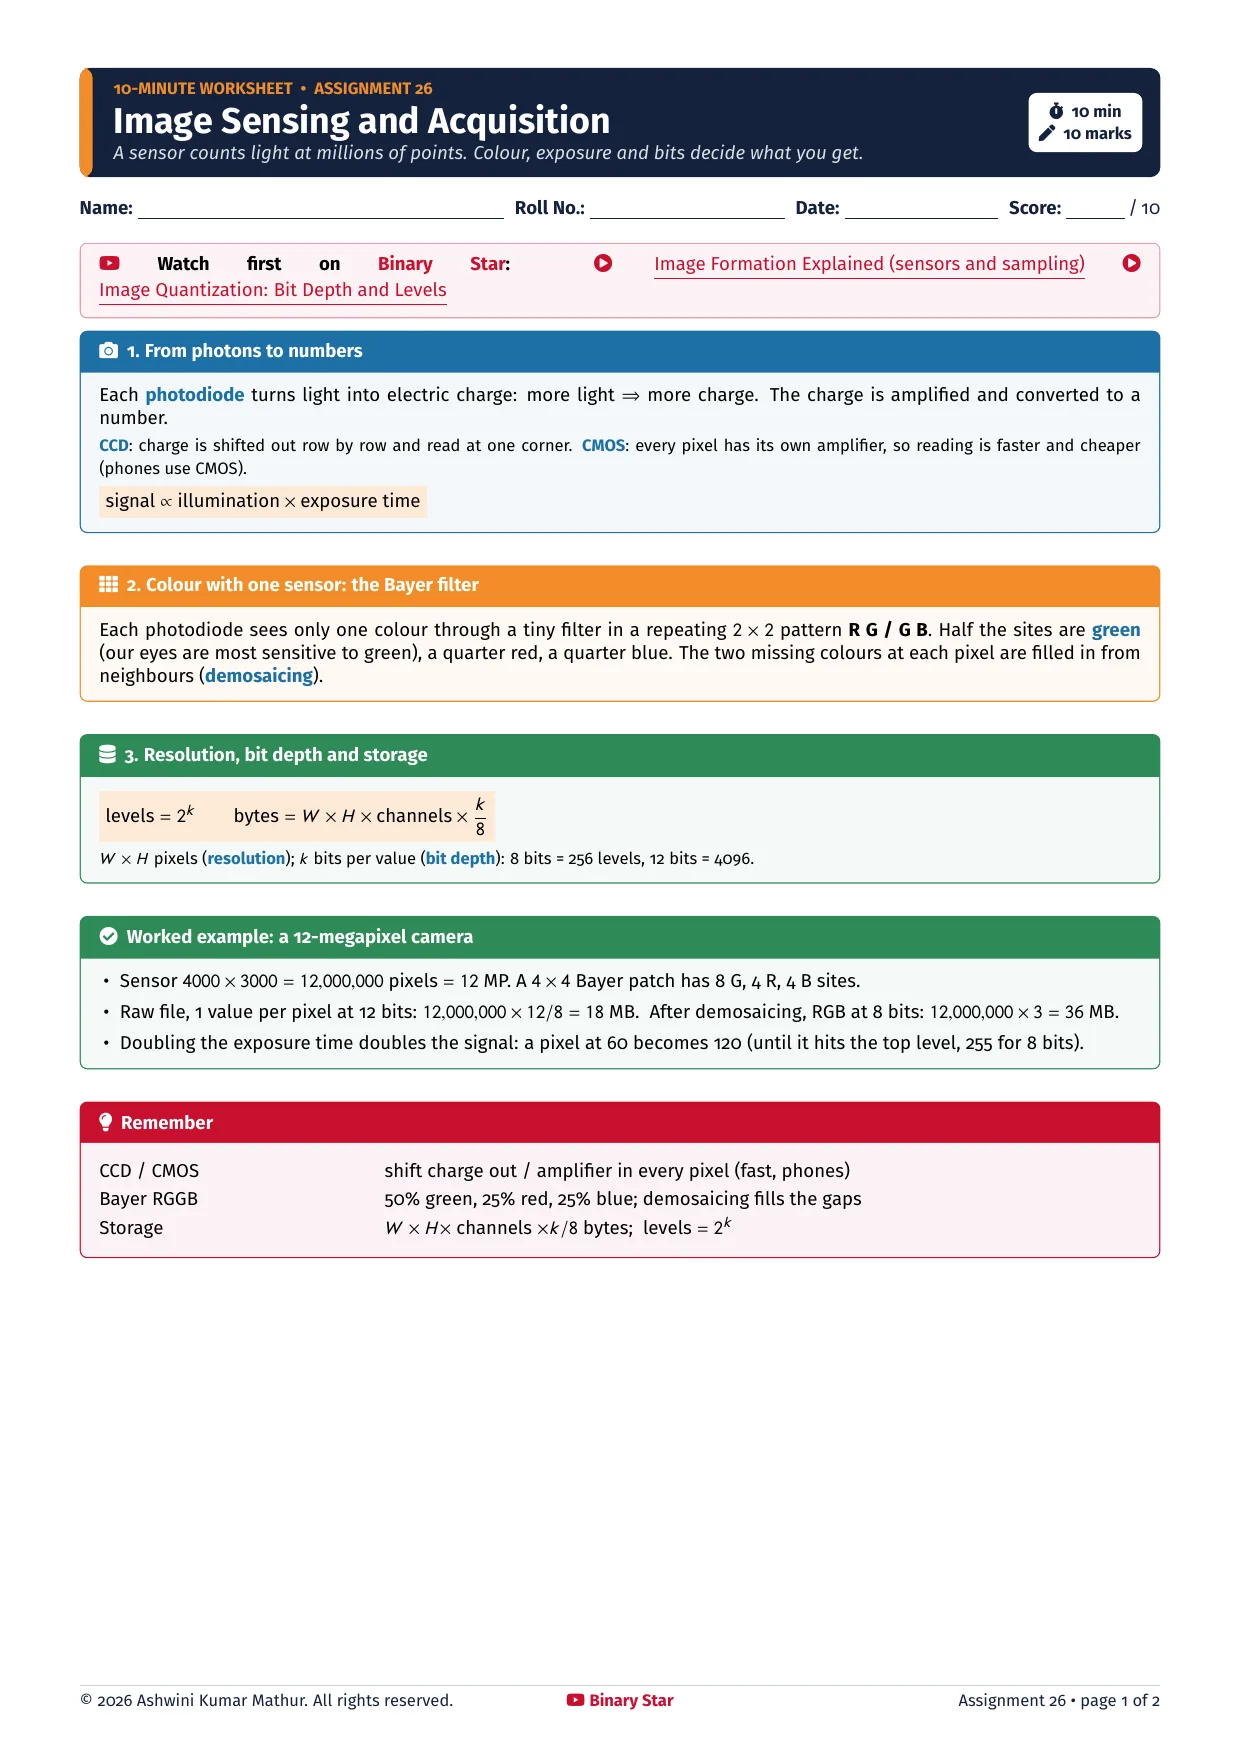 10-MINUTE WORKSHEET • ASSIGNMENT 26
Image Sensing and Acquisition
A sensor counts light at millions of points. Colour, exposure and bits decide what you get.
10 min
10 marks
Name: Roll No.: Date: Score: / 10
Watch first on Binary Star: Image Formation Explained (sensors and sampling)
Image Quantization: Bit Depth and Levels
1. From photons to numbers
Each photodiode turns light into electric charge: more light ⇒ more charge. The charge is amplified and converted to a
number.
CCD: charge is shifted out row by row and read at one corner. CMOS: every pixel has its own amplifier, so reading is faster and cheaper
(phones use CMOS).
signal ∝ illumination × exposure time
2. Colour with one sensor: the Bayer filter
Each photodiode sees only one colour through a tiny filter in a repeating 2 × 2 pattern R G / G B. Half the sites are green
(our eyes are most sensitive to green), a quarter red, a quarter blue. The two missing colours at each pixel are filled in from
neighbours (demosaicing).
3. Resolution, bit depth and storage
levels = 2^k bytes = W × H × channels × k/8
W × H pixels (resolution); k bits per value (bit depth): 8 bits = 256 levels, 12 bits = 4096.
Worked example: a 12-megapixel camera
• Sensor 4000 × 3000 = 12,000,000 pixels = 12 MP. A 4 × 4 Bayer patch has 8 G, 4 R, 4 B sites.
• Raw file, 1 value per pixel at 12 bits: 12,000,000 × 12/8 = 18 MB. After demosaicing, RGB at 8 bits: 12,000,000 × 3 = 36 MB.
• Doubling the exposure time doubles the signal: a pixel at 60 becomes 120 (until it hits the top level, 255 for 8 bits).
Remember
CCD / CMOS shift charge out / amplifier in every pixel (fast, phones)
Bayer RGGB 50% green, 25% red, 25% blue; demosaicing fills the gaps
Storage W × H× channels ×k/8 bytes; levels = 2^k
© 2026 Ashwini Kumar Mathur. All rights reserved. Binary Star Assignment 26 • page 1 of 2